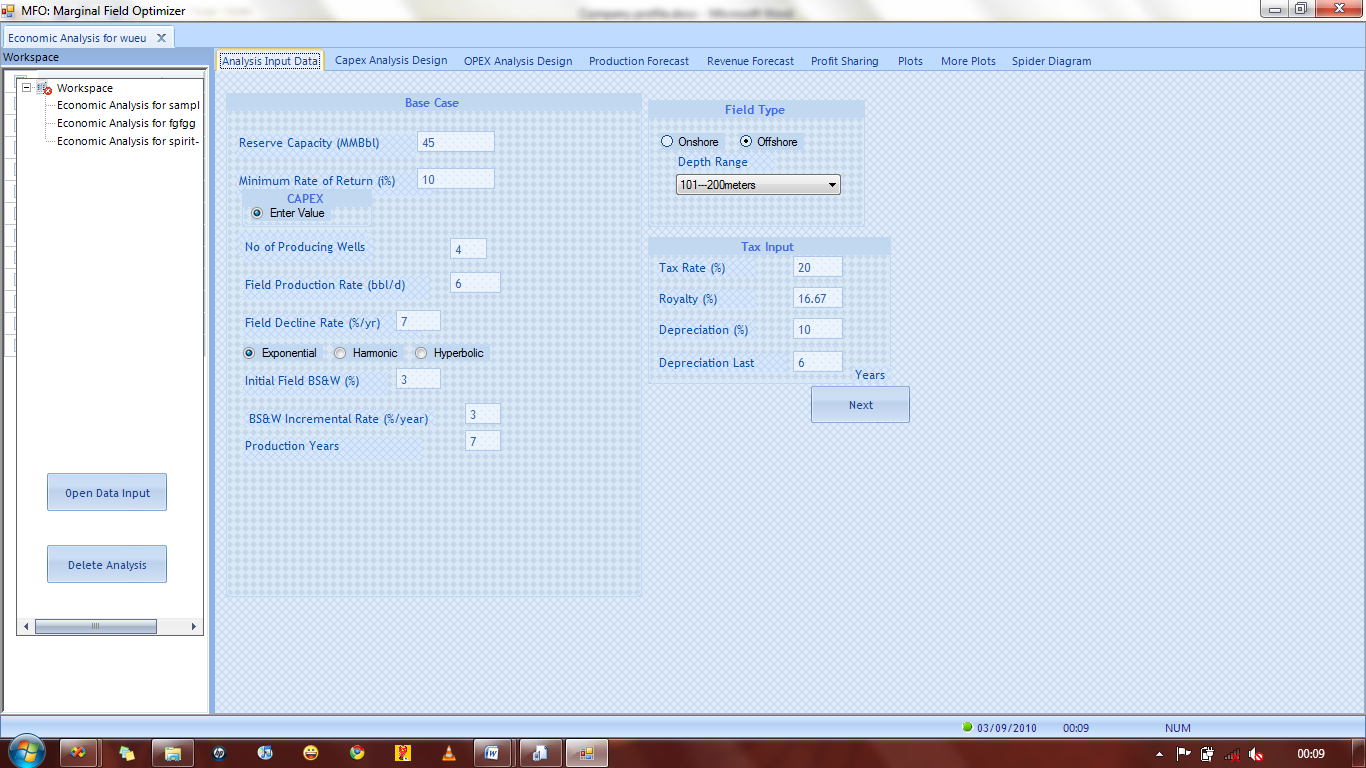 MFO: Marginal Field Optimizer
Economic Analysis for wueu
Workspace
Workspace
Economic Analysis for sampl
Economic Analysis for fgfgg
Economic Analysis for spirit-
Open Data Input
Delete Analysis
Analysis Input Data Capex Analysis Design OPEX Analysis Design Production Forecast Revenue Forecast Profit Sharing Plots More Plots Spider Diagram
Base Case
Reserve Capacity (MMBbl) 45
Minimum Rate of Return (i%) 10
CAPEX
Enter Value
No of Producing Wells 4
Field Production Rate (bbl/d) 6
Field Decline Rate (%/yr) 7
Exponential Hamonic Hyperbolic
Initial Field BS&W (%) 3
BS&W Incremental Rate (%/year) 3
Production Years 7
Field Type
Onshore Offshore
Depth Range
101---200meters
Tax Input
Tax Rate (%) 20
Royalty (%) 16.67
Depreciation (%) 10
Depreciation Last 6
Years
Next
03/09/2010 00:09 NUM
00:09